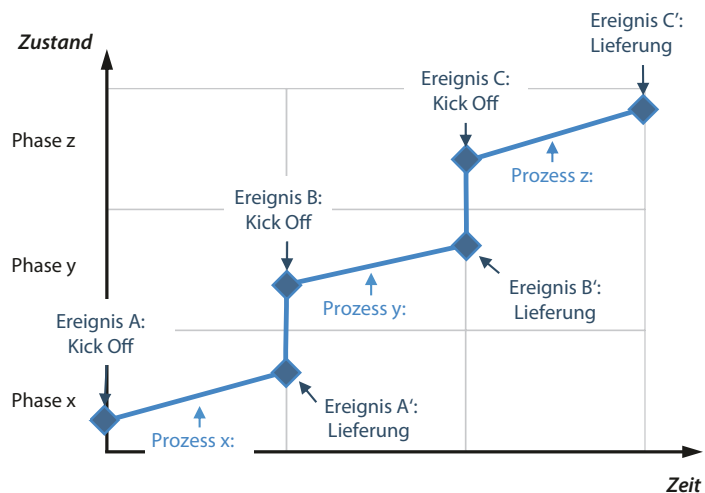 Ereignis C’:
Lieferung
Zustand
Ereignis C:
Kick Off
Phase z
Prozess z:
Ereignis B:
Kick Off
Phase y
Ereignis B‘:
Lieferung
Prozess y:
Ereignis A:
Kick Off
Phase x
Ereignis A‘:
Lieferung
Prozess x:
Zeit